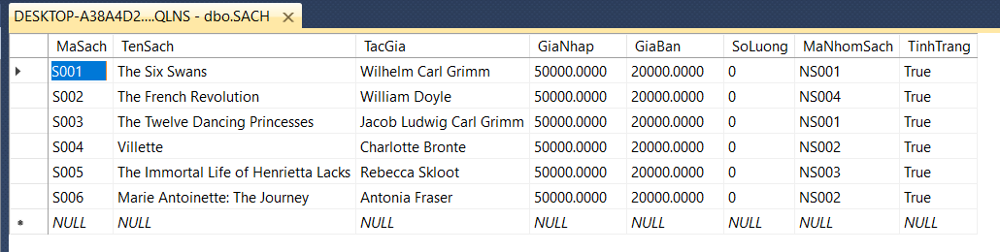 DESKTOP-A38A4D2....QLNS - dbo.SACH
MaSach TenSach TacGia GiaNhap GiaBan SoLuong MaNhomSach TinhTrang
S001 The Six Swans Wilhelm Carl Grimm 50000.0000 20000.0000 0 NS001 True
S002 The French Revolution William Doyle 50000.0000 20000.0000 0 NS004 True
S003 The Twelve Dancing Princesses Jacob Ludwig Carl Grimm 50000.0000 20000.0000 0 NS001 True
S004 Villette Charlotte Bronte 50000.0000 20000.0000 0 NS002 True
S005 The Immortal Life of Henrietta Lacks Rebecca Skloot 50000.0000 20000.0000 0 NS003 True
S006 Marie Antoinette: The Journey Antonia Fraser 50000.0000 20000.0000 0 NS002 True
NULL NULL NULL NULL NULL NULL NULL NULL